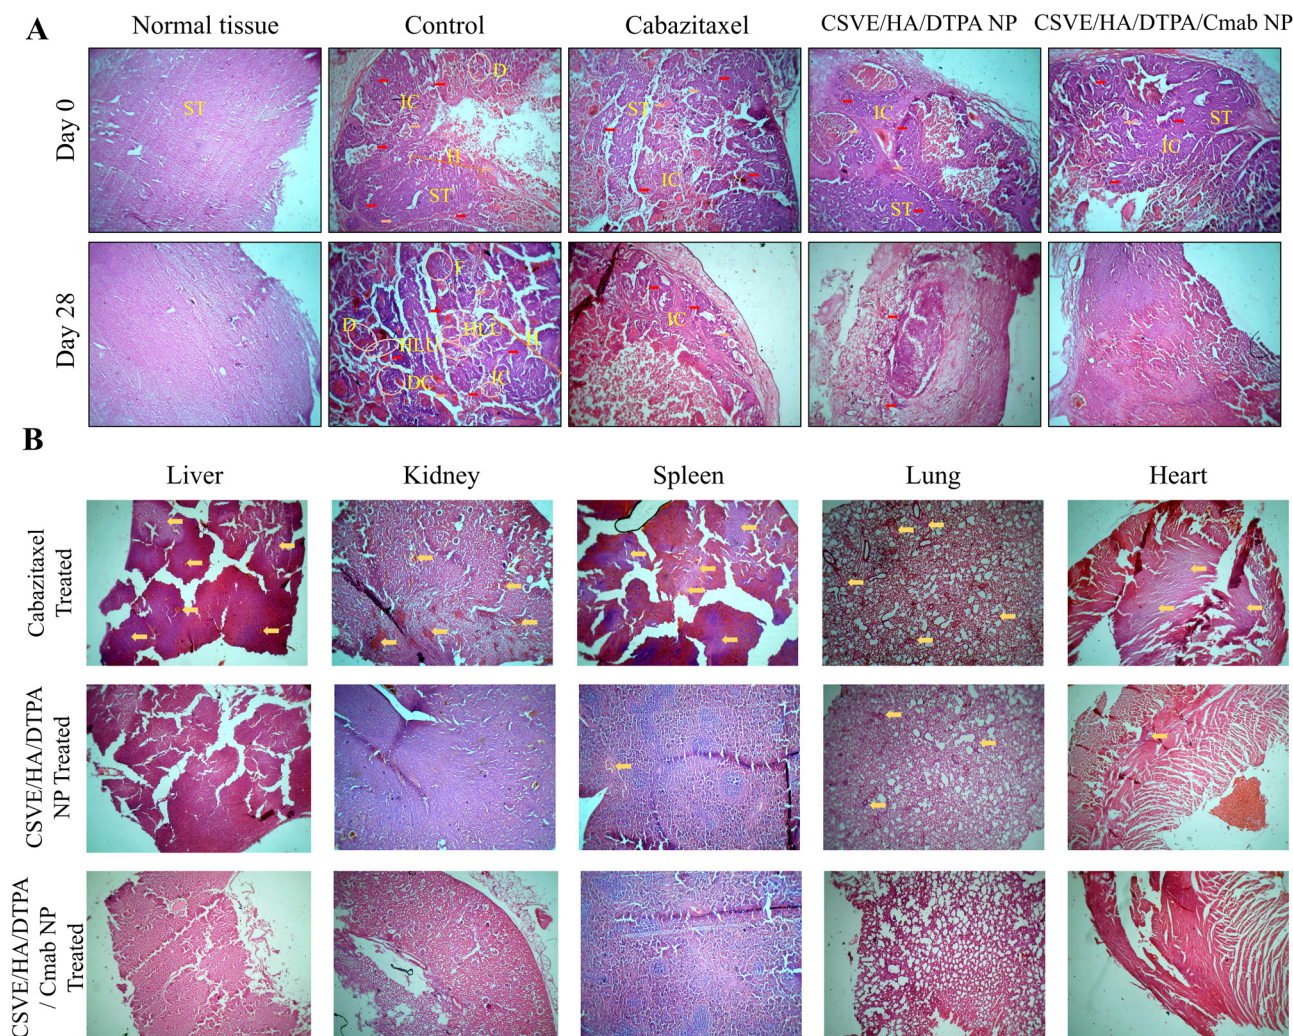 A
Normal tissue
Control
Cabazitaxel
CSVE/HA/DTPA NP
CSVE/HA/DTPA/Cmab NP
Day 0
ST
D
IC
H
ST
ST
IC
IC
ST
ST
IC
Day 28
F
D
HLU
HLU
H
DC
IC
IC
B
Liver
Kidney
Spleen
Lung
Heart
Cabazitaxel
Treated
CSVE/HA/DTPA
NP Treated
CSVE/HA/DTPA
/ Cmab NP
Treated